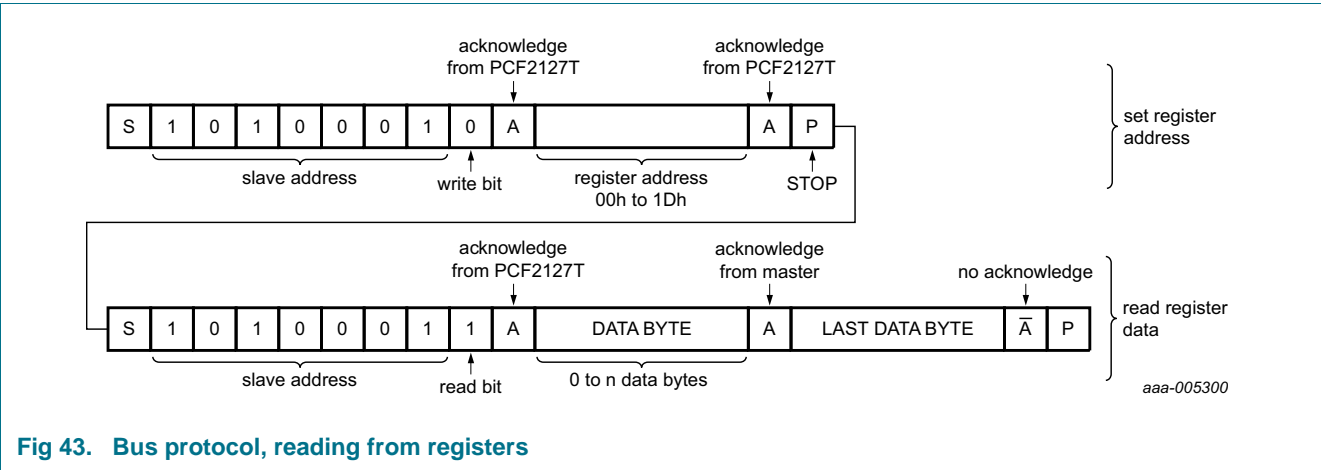 acknowledge
from PCF2127T
acknowledge
from PCF2127T
S 1 0 1 0 0 0 1 0 A A P
set register
address
slave address
write bit
register address
00h to 1Dh
STOP
acknowledge
from PCF2127T
acknowledge
from master
no acknowledge
S 1 0 1 0 0 0 1 1 A DATA BYTE A LAST DATA BYTE A̅ P
read register
data
slave address
read bit
0 to n data bytes
aaa-005300
Fig 43. Bus protocol, reading from registers